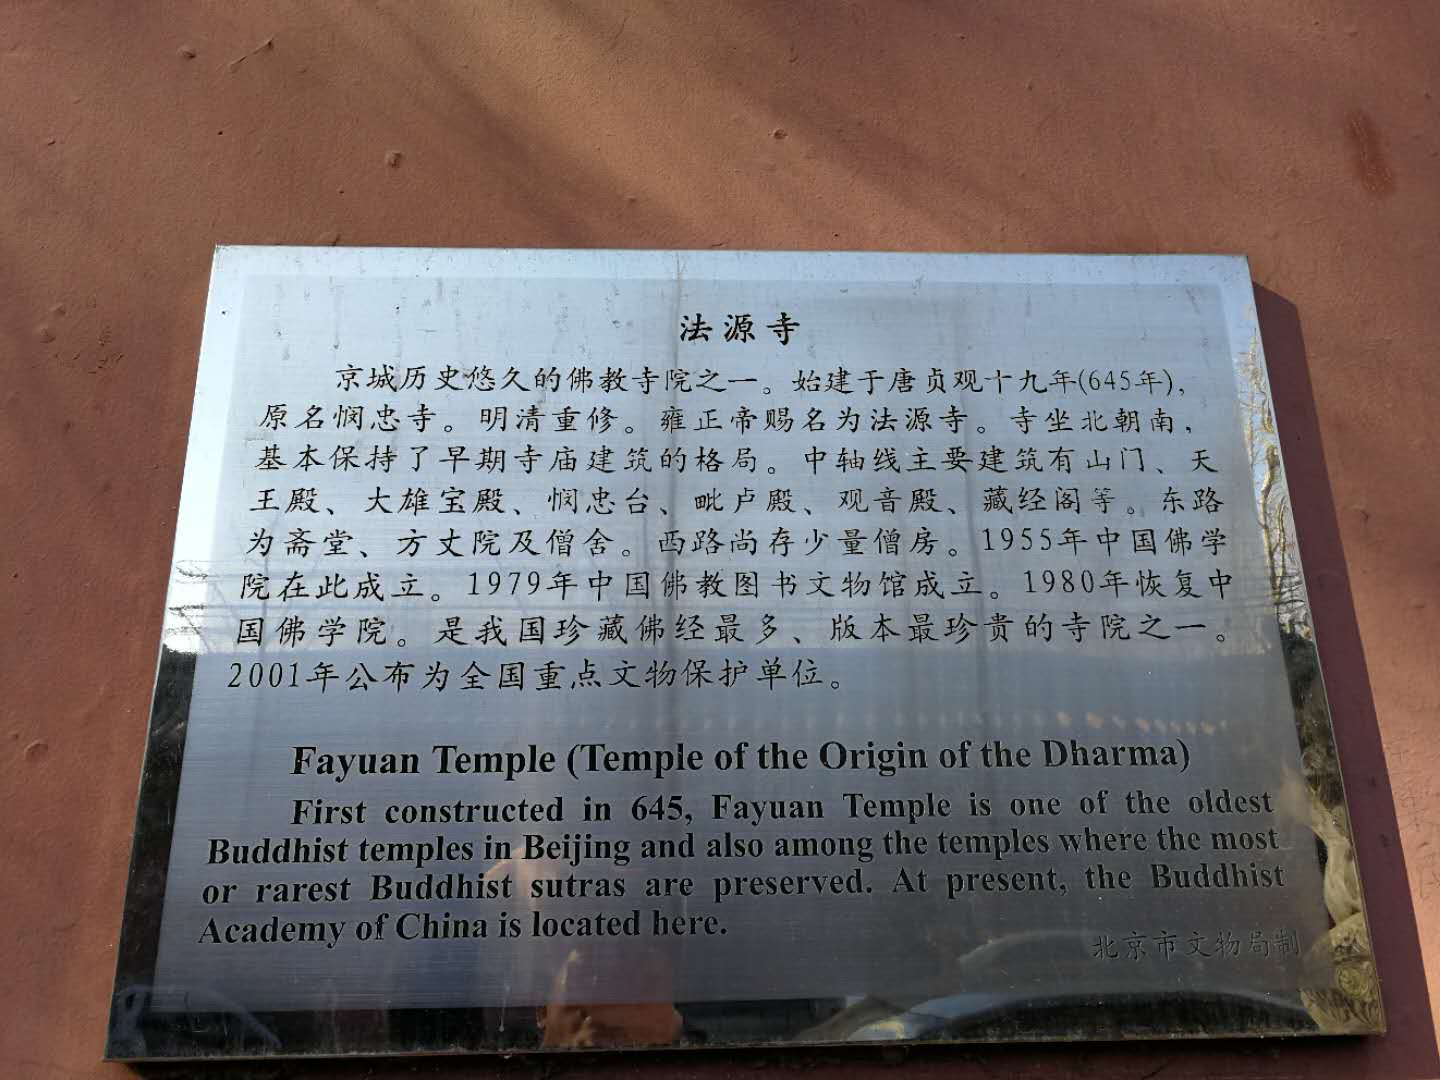 法源寺
京城历史悠久的佛教寺院之一。始建于唐贞观十九年(645年),
原名悯忠寺。明清重修。雍正帝赐名为法源寺。寺坐北朝南,
基本保持了早期寺庙建筑的格局。中轴线主要建筑有山门、天
王殿、大雄宝殿、悯忠台、毗卢殿、观音殿、藏经阁等。东路
为斋堂、方丈院及僧舍。西路尚存少量僧房。1955年中国佛学
院在此成立。1979年中国佛教图书文物馆成立。1980年恢复中
国佛学院。是我国珍藏佛经最多、版本最珍贵的寺院之一。
2001年公布为全国重点文物保护单位。
Fayuan Temple (Temple of the Origin of the Dharma)
First constructed in 645, Fayuan Temple is one of the oldest
Buddhist temples in Beijing and also among the temples where the most
or rarest Buddhist sutras are preserved. At present, the Buddhist
Academy of China is located here.
北京市文物局制